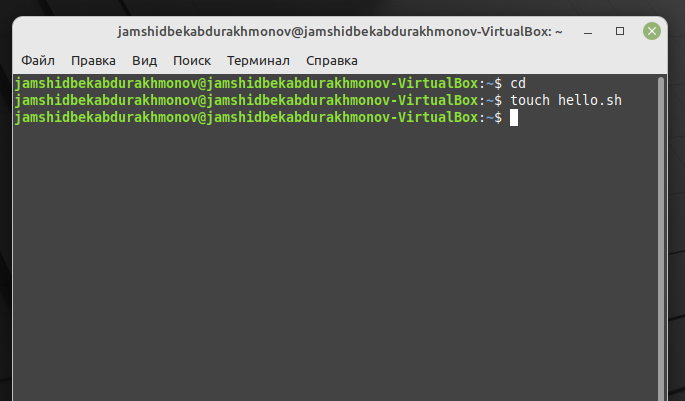 jamshidbekabdurakhmonov@jamshidbekabdurakhmonov-VirtualBox: ~
Файл Правка Вид Поиск Терминал Справка
jamshidbekabdurakhmonov@jamshidbekabdurakhmonov-VirtualBox:~$ cd
jamshidbekabdurakhmonov@jamshidbekabdurakhmonov-VirtualBox:~$ touch hello.sh
jamshidbekabdurakhmonov@jamshidbekabdurakhmonov-VirtualBox:~$